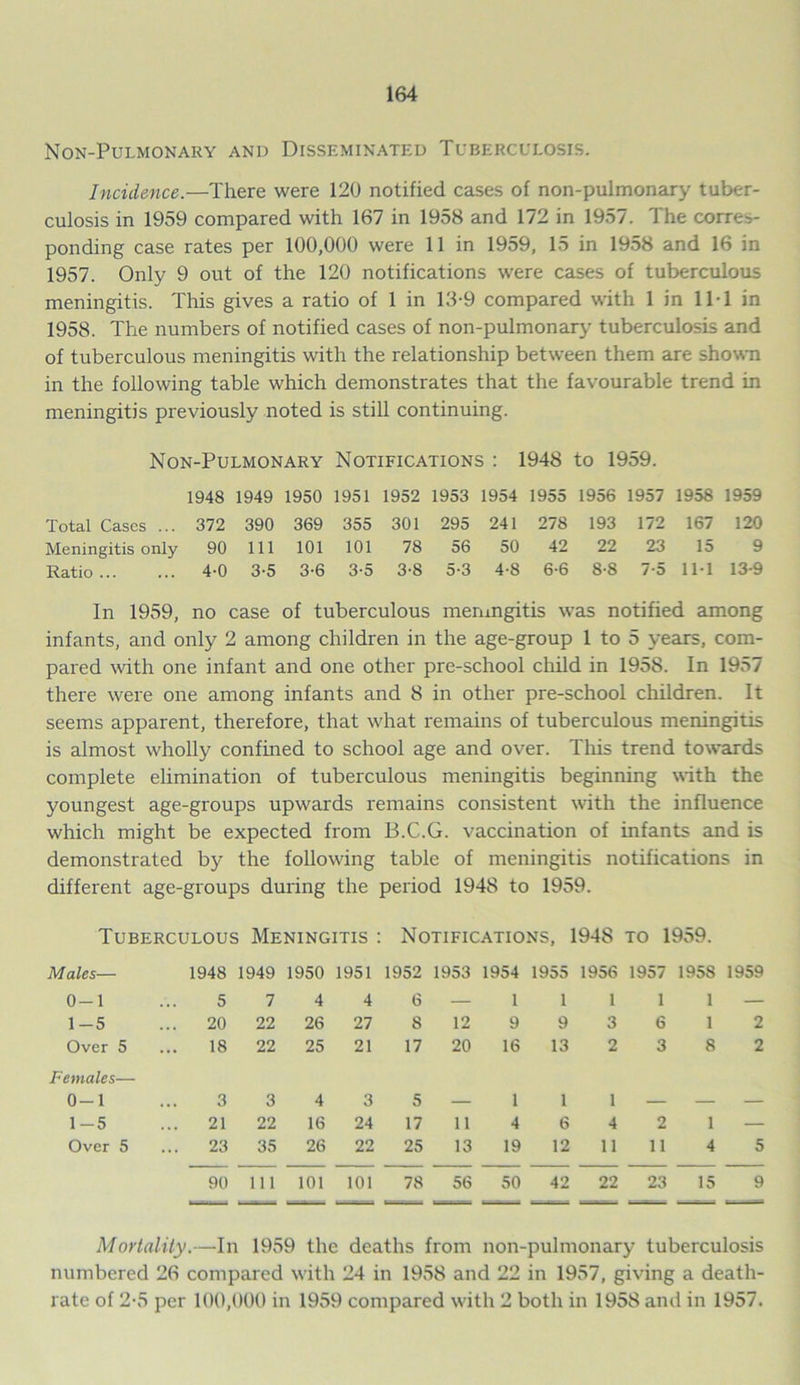 164
Non-Pulmonary and Disseminated Tuberculosis.
Incidence.—There were 120 notified cases of non-pulmonary tuber-
culosis in 1959 compared with 167 in 1958 and 172 in 1957. The corres-
ponding case rates per 100,000 were 11 in 1959, 15 in 1958 and 16 in
1957. Only 9 out of the 120 notifications were cases of tuberculous
meningitis. This gives a ratio of 1 in 13·9 compared with 1 in 11·1 in
1958. The numbers of notified cases of non-pulmonary tuberculosis and
of tuberculous meningitis with the relationship between them are shown
in the following table which demonstrates that the favourable trend in
meningitis previously noted is still continuing.
Non-Pulmonary Notifications : 1948 to 1959.
1948 1949 1950 1951 1952 1953 1954 1955 1956 1957 1958 1959
Total Cases ... 372 390 369 355 301 295 241 278 193 172 167 120
Meningitis only 90 111 101 101 78 56 50 42 22 23 15 9
Ratio ... ... 4·0 3·5 3·6 3·5 3·8 5·3 4·8 6·6 8·8 7·5 11·1 13·9
In 1959, no case of tuberculous meningitis was notified among
infants, and only 2 among children in the age-group 1 to 5 years, com-
pared with one infant and one other pre-school child in 1958. In 1957
there were one among infants and 8 in other pre-school children. It
seems apparent, therefore, that what remains of tuberculous meningitis
is almost wholly confined to school age and over. This trend towards
complete elimination of tuberculous meningitis beginning with the
youngest age-groups upwards remains consistent with the influence
which might be expected from B.C.G. vaccination of infants and is
demonstrated by the following table of meningitis notifications in
different age-groups during the period 1948 to 1959.
Tuberculous Meningitis : Notifications, 1948 to 1959.
Males— 1948 1949 1950 1951 1952 1953 1954 1955 1956 1957 1958 1959
0—1 ... 5 7 4 4 6 — 1 1 1 1 1 —
1—5 ... 20 22 26 27 8 12 9 9 3 6 1 2
Over 5 ... 18 22 25 21 17 20 16 13 2 3 8 2
Females—
0—1 ... 3 3 4 3 5 — 1 1 1 — — —
1—5 ... 21 22 16 24 17 11 4 6 4 2 1 —
Over 5 ... 23 35 26 22 25 13 19 12 11 11 4 5
90 111 101 101 78 56 50 42 22 23 15 9
Mortality.—In 1959 the deaths from non-pulmonary tuberculosis
numbered 26 compared with 24 in 1958 and 22 in 1957, giving a death-
rate of 2·5 per 100,000 in 1959 compared with 2 both in 1958 and in 1957.